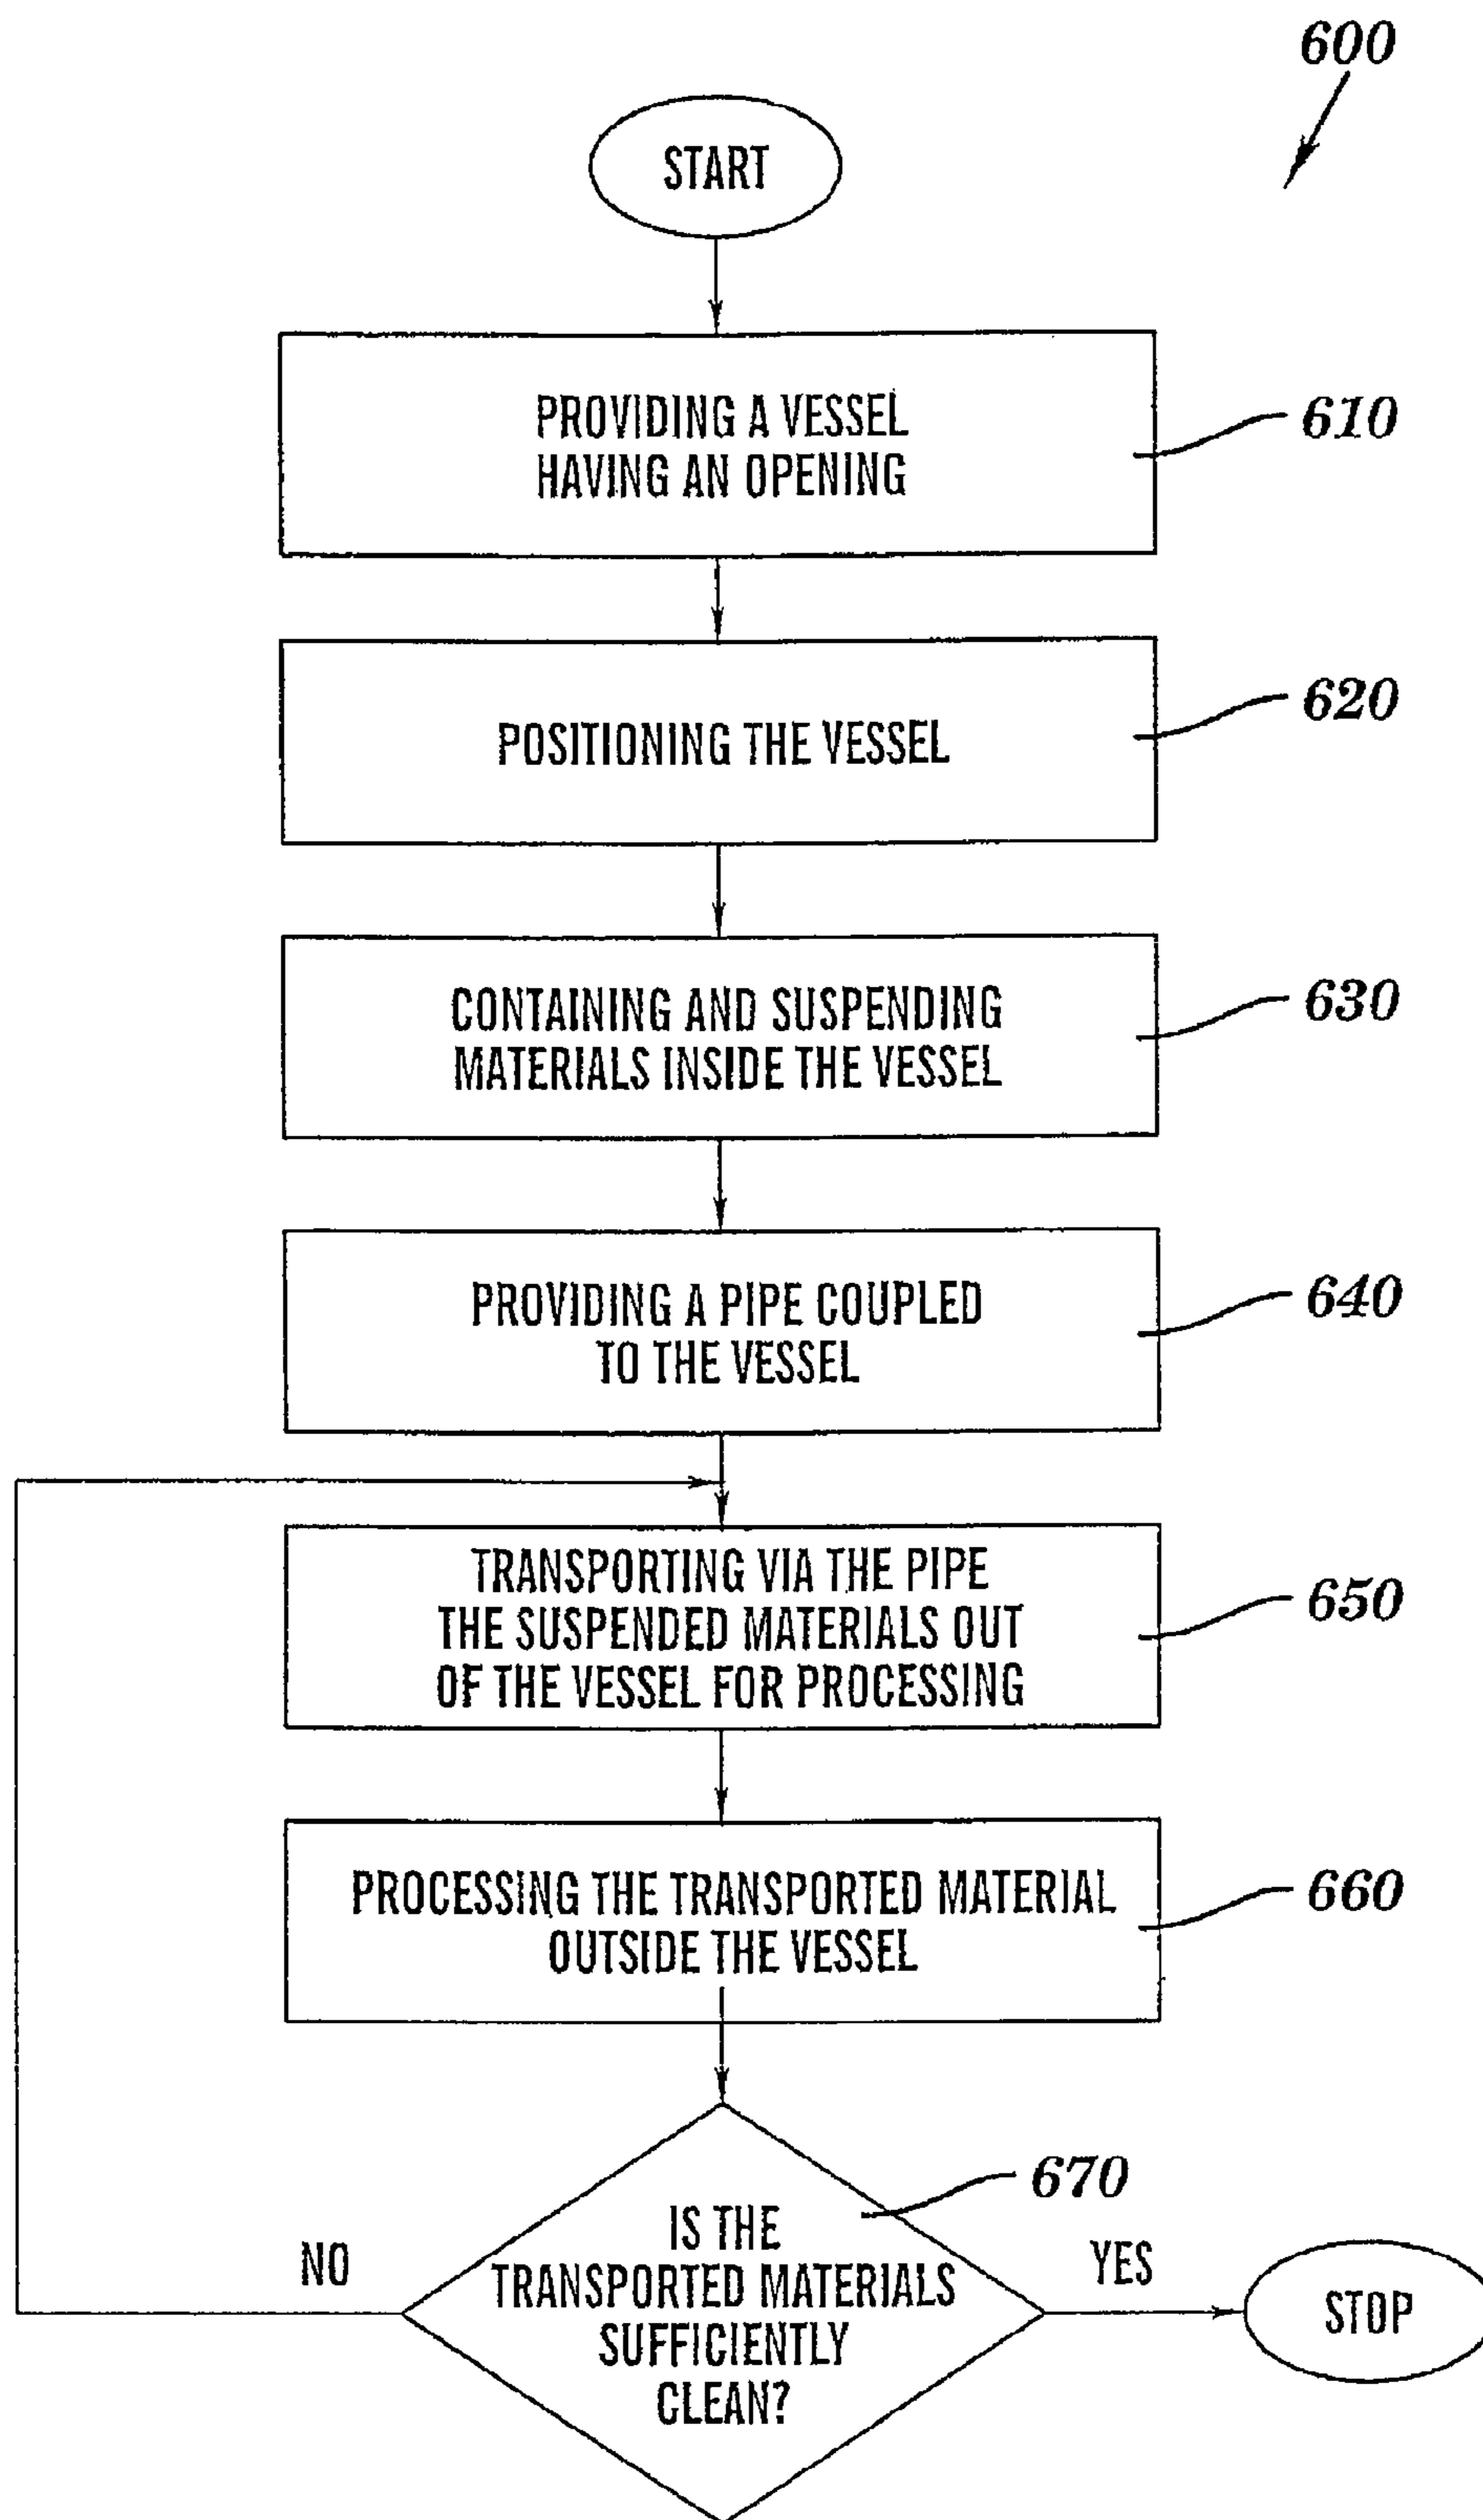 600
START
PROVIDING A VESSEL
HAVING AN OPENING
610
POSITIONING THE VESSEL
620
CONTAINING AND SUSPENDING
MATERIALS INSIDE THE VESSEL
630
PROVIDING A PIPE COUPLED
TO THE VESSEL
640
TRANSPORTING VIA THE PIPE
THE SUSPENDED MATERIALS OUT
OF THE VESSEL FOR PROCESSING
650
PROCESSING THE TRANSPORTED MATERIAL
OUTSIDE THE VESSEL
660
670
IS THE
TRANSPORTED MATERIALS
SUFFICIENTLY
CLEAN?
NO
YES
STOP